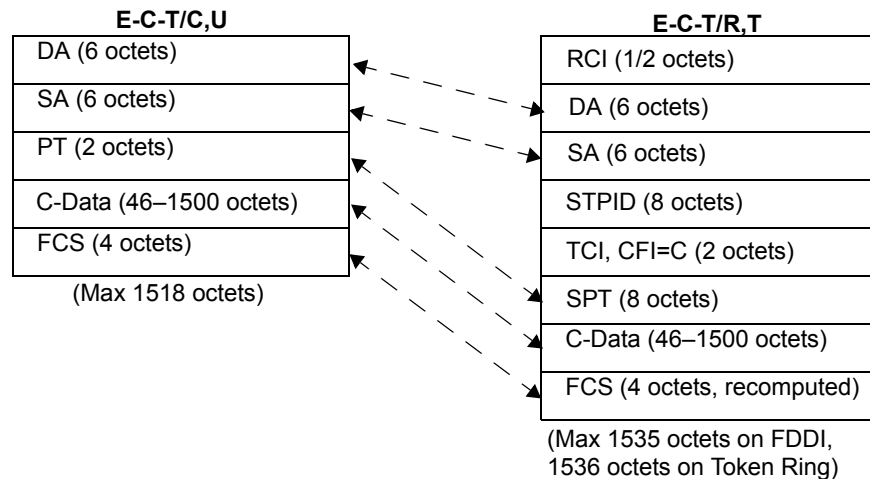 E-C-T/C,U
DA (6 octets)
SA (6 octets)
PT (2 octets)
C-Data (46–1500 octets)
FCS (4 octets)
(Max 1518 octets)
E-C-T/R,T
RCI (1/2 octets)
DA (6 octets)
SA (6 octets)
STPID (8 octets)
TCI, CFI=C (2 octets)
SPT (8 octets)
C-Data (46–1500 octets)
FCS (4 octets, recomputed)
(Max 1535 octets on FDDI,
1536 octets on Token Ring)